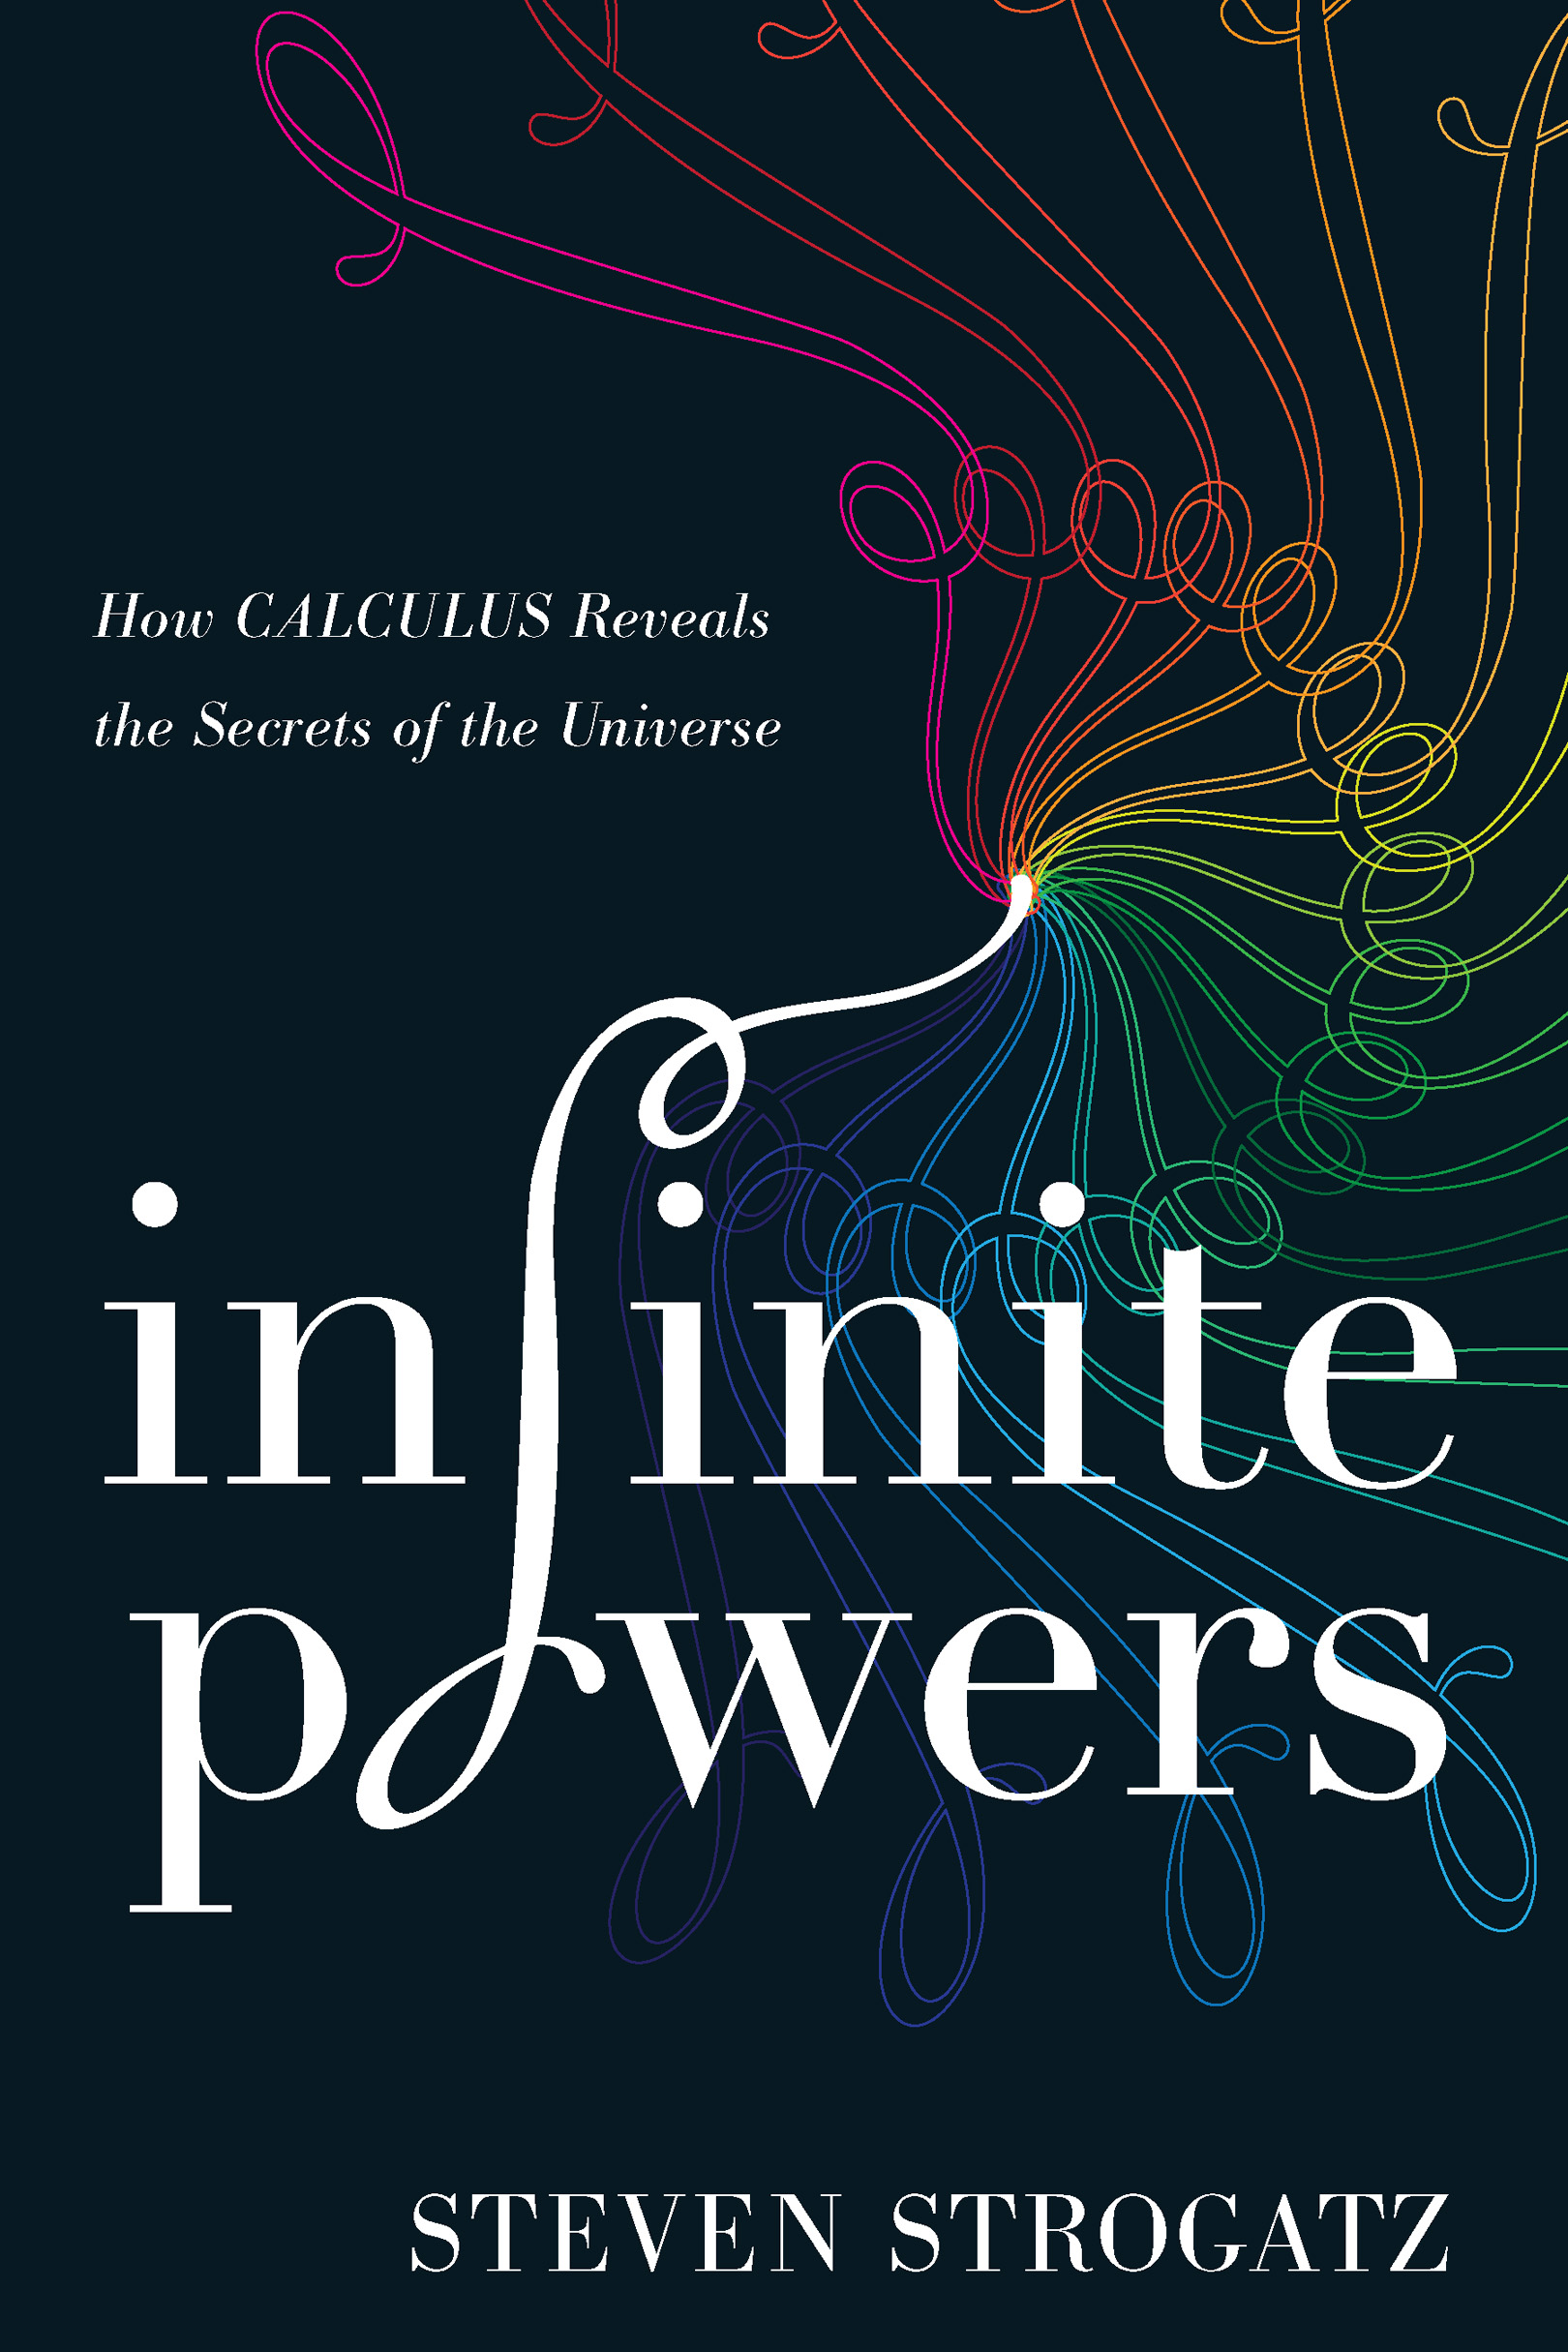 How CALCULUS Reveals
the Secrets of the Universe
infinite
powers
STEVEN STROGATZ